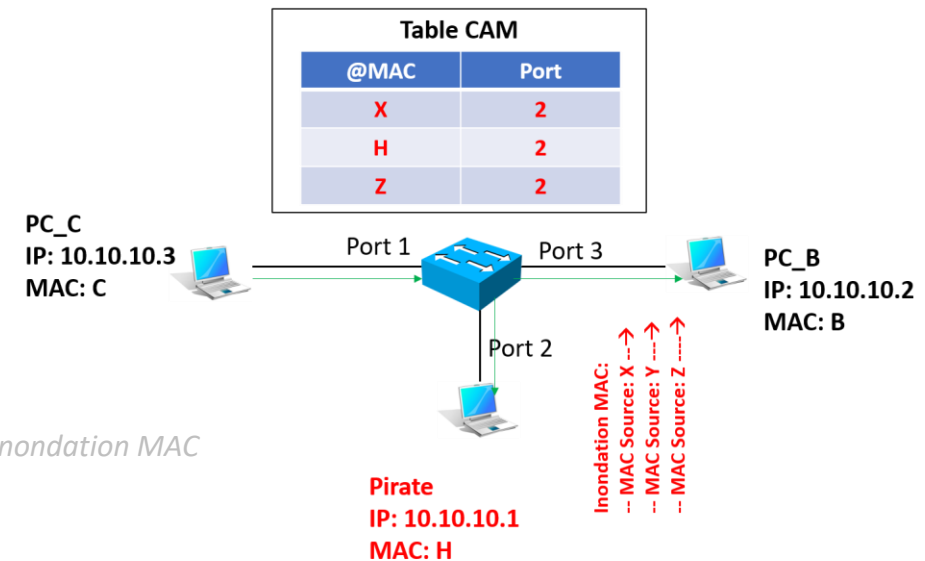 Table CAM
@MAC Port
X 2
H 2
Z 2
PC_C
IP: 10.10.10.3
MAC: C
Port 1
Port 3
PC_B
IP: 10.10.10.2
MAC: B
Port 2
Inondation MAC:
-- MAC Source: X --→
-- MAC Source: Y ---→
-- MAC Source: Z ----→
nondation MAC
Pirate
IP: 10.10.10.1
MAC: H